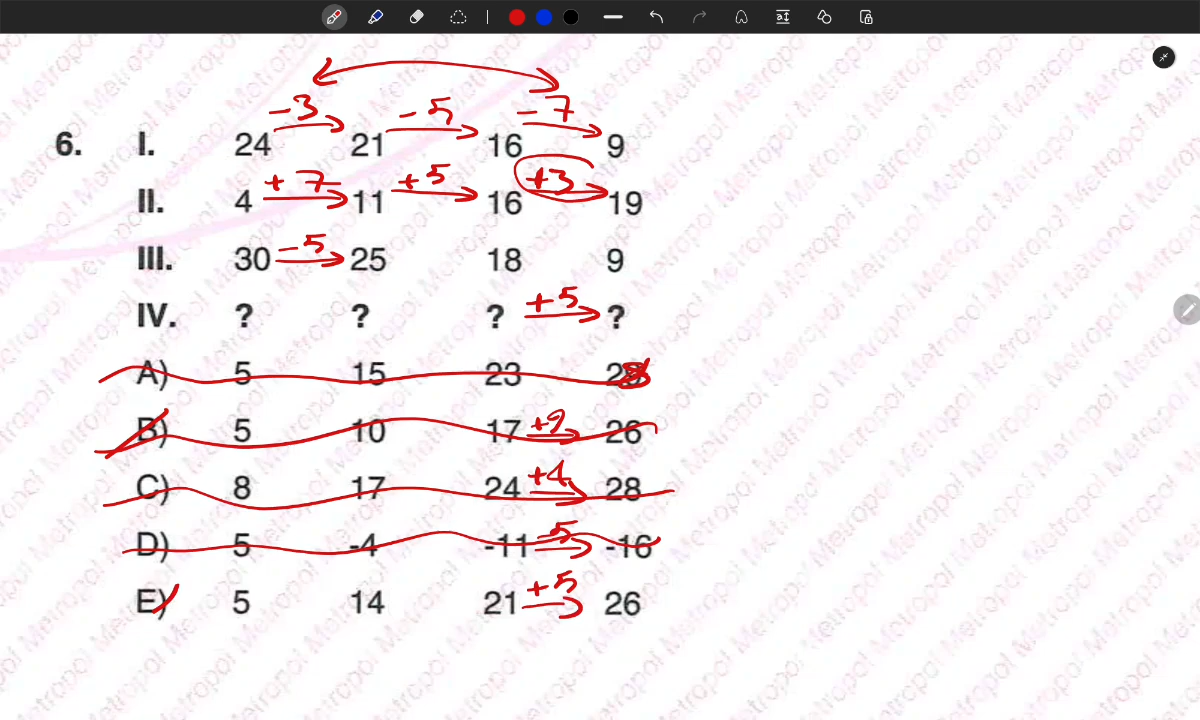 -3 -5 -7
6. I. 24 21 16 9
+7 +5 +3
II. 4 11 16 19
-5
III. 30 25 18 9
+5
IV. ? ? ? ?
A) 5 15 23
+9
B) 5 10 17 26
+4
C) 8 17 24 28
-5
D) 5 -4 -11 -16
+5
E) 5 14 21 26
Metropol